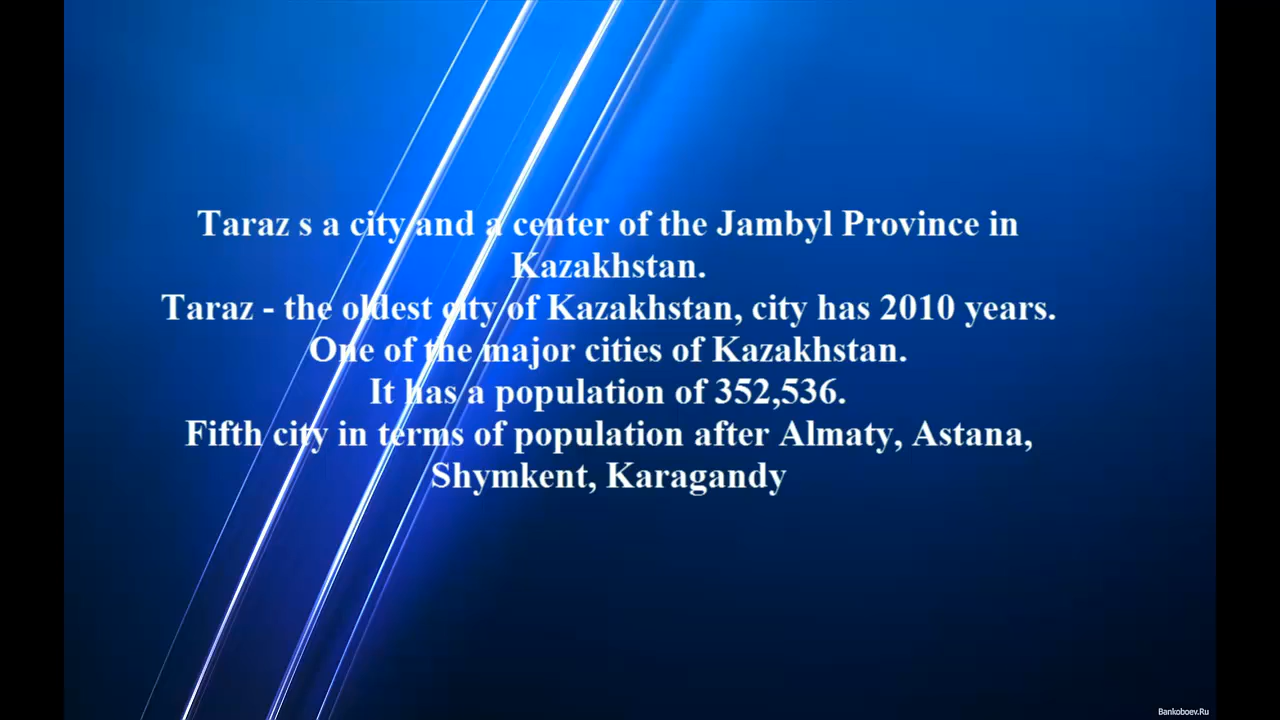 Taraz s a city and a center of the Jambyl Province in
Kazakhstan.
Taraz - the oldest city of Kazakhstan, city has 2010 years.
One of the major cities of Kazakhstan.
It has a population of 352,536.
Fifth city in terms of population after Almaty, Astana,
Shymkent, Karagandy
Bankoboev.Ru